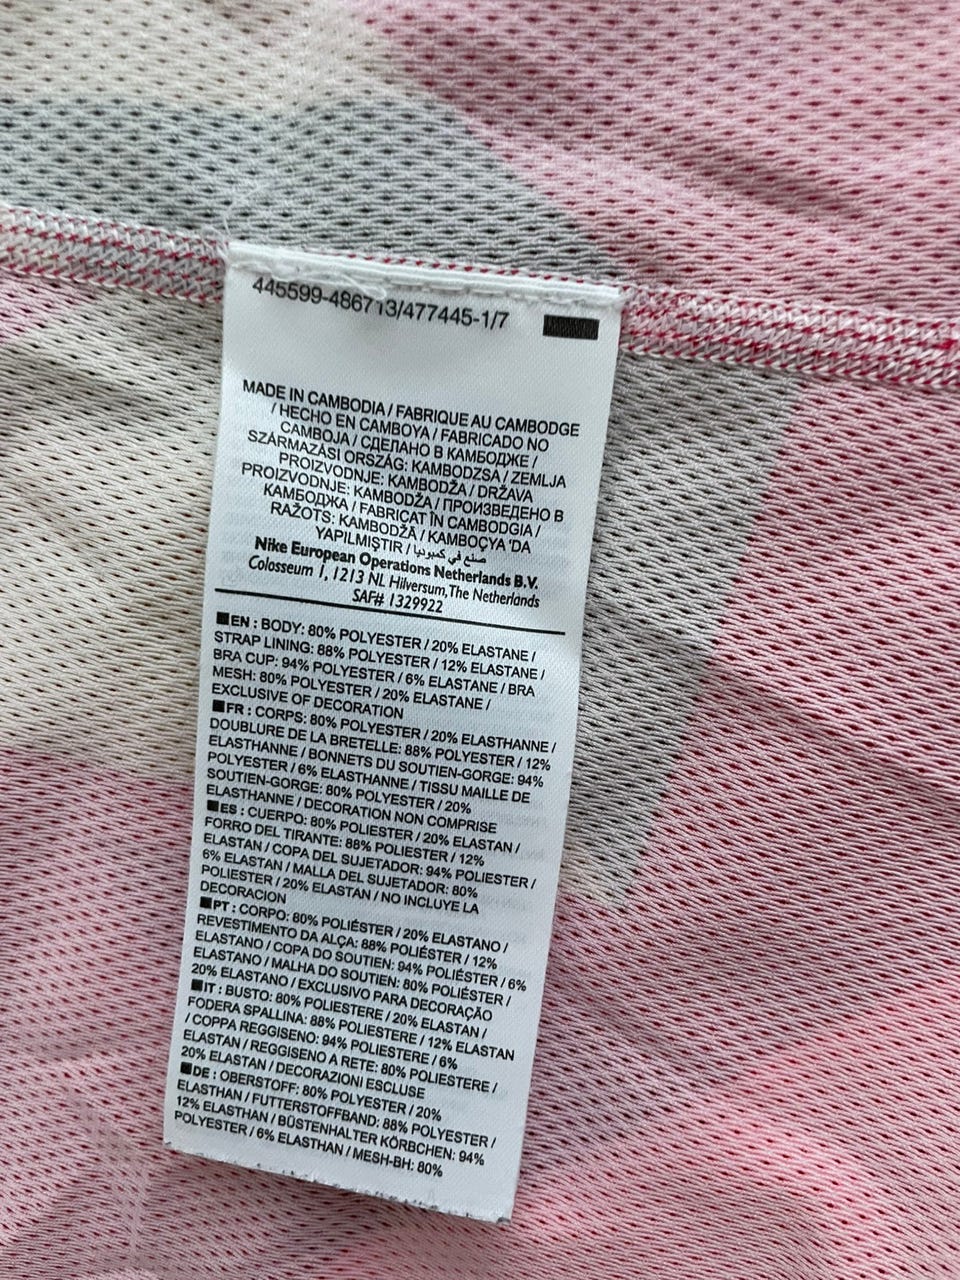 445599-486713/477445-1/7
MADE IN CAMBODIA / FABRIQUE AU CAMBODGE
/ HECHO EN CAMBOYA / FABRICADO NO
CAMBOJA / СДЕЛАНО В КАМБОДЖЕ /
SZÁRMAZÁSI ORSZÁG: KAMBODZSA / ZEMLJA
PROIZVODNJE: KAMBODŽA / DRŽAVA
PROIZVODNJE: KAMBODŽA / ПРОИЗВЕДЕНО В
КАМБОДЖА / FABRICAT ÎN CAMBODGIA /
RAŽOTS: KAMBODŽĀ / KAMBOÇYA 'DA
YAPILMIŞTIR / صنع في كمبوديا
Nike European Operations Netherlands B.V.
Colosseum 1, 1213 NL Hilversum, The Netherlands
SAF# 1329922
EN : BODY: 80% POLYESTER / 20% ELASTANE /
STRAP LINING: 88% POLYESTER / 12% ELASTANE /
BRA CUP: 94% POLYESTER / 6% ELASTANE / BRA
MESH: 80% POLYESTER / 20% ELASTANE /
EXCLUSIVE OF DECORATION
FR : CORPS: 80% POLYESTER / 20% ELASTHANNE /
DOUBLURE DE LA BRETELLE: 88% POLYESTER / 12%
ELASTHANNE / BONNETS DU SOUTIEN-GORGE: 94%
POLYESTER / 6% ELASTHANNE / TISSU MAILLE DE
SOUTIEN-GORGE: 80% POLYESTER / 20%
ELASTHANNE / DECORATION NON COMPRISE
ES : CUERPO: 80% POLIESTER / 20% ELASTAN /
FORRO DEL TIRANTE: 88% POLIESTER / 12%
ELASTAN / COPA DEL SUJETADOR: 94% POLIESTER /
6% ELASTAN / MALLA DEL SUJETADOR: 80%
POLIESTER / 20% ELASTAN / NO INCLUYE LA
DECORACION
PT : CORPO: 80% POLIÉSTER / 20% ELASTANO /
REVESTIMENTO DA ALÇA: 88% POLIÉSTER / 12%
ELASTANO / COPA DO SOUTIEN: 94% POLIÉSTER / 6%
ELASTANO / MALHA DO SOUTIEN: 80% POLIÉSTER /
20% ELASTANO / EXCLUSIVO PARA DECORAÇÃO
IT : BUSTO: 80% POLIESTERE / 20% ELASTAN /
FODERA SPALLINA: 88% POLIESTERE / 12% ELASTAN
/ COPPA REGGISENO: 94% POLIESTERE / 6%
ELASTAN / REGGISENO A RETE: 80% POLIESTERE /
20% ELASTAN / DECORAZIONI ESCLUSE
DE : OBERSTOFF: 80% POLYESTER / 20%
ELASTHAN / FUTTERSTOFFBAND: 88% POLYESTER /
12% ELASTHAN / BÜSTENHALTER KÖRBCHEN: 94%
POLYESTER / 6% ELASTHAN / MESH-BH: 80%